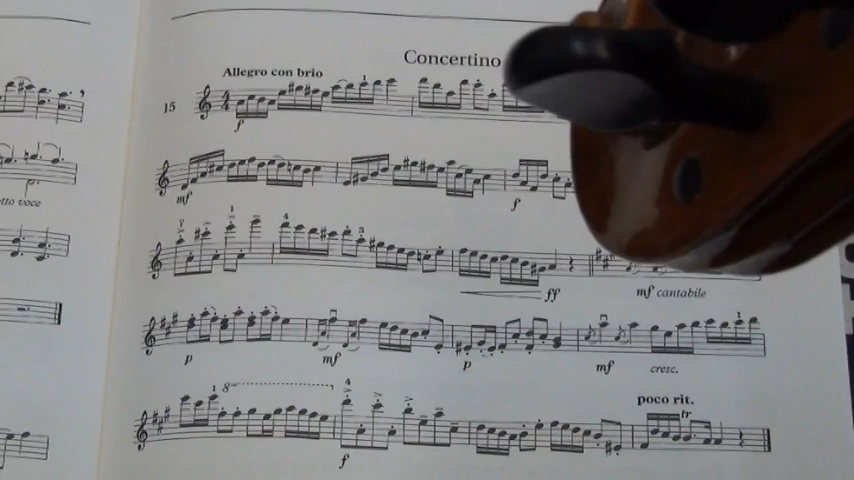 otto voce
Concertino
Allegro con brio
15
f
mf
f
ff
mf cantabile
p
mf
p
mf
cresc.
8
poco rit.
tr
f